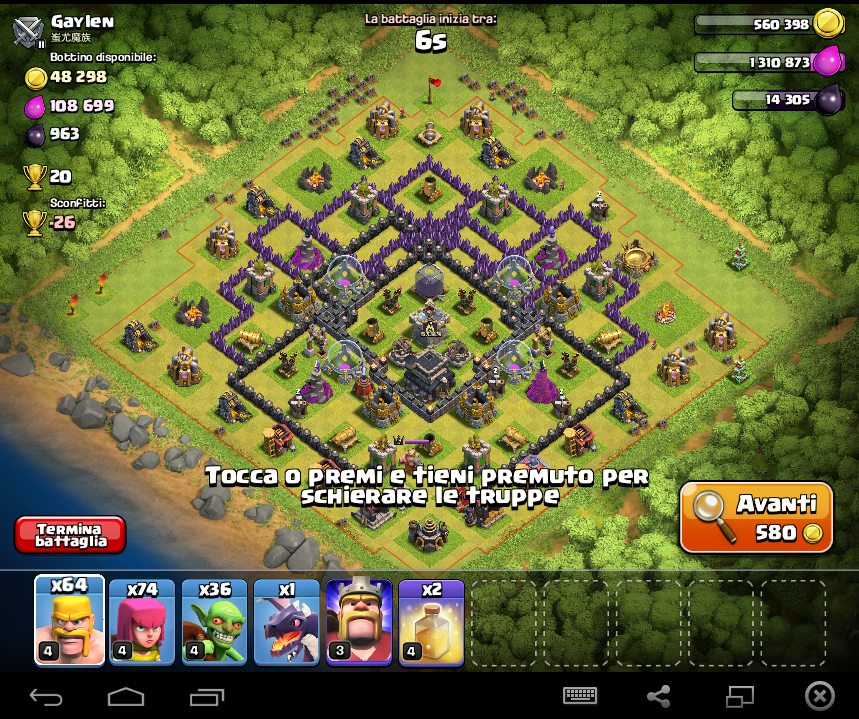 Gaylen
蚩尤魔族
Bottino disponibile:
48 298
108 699
963
20
Sconfitti:
-26
La battaglia inizia tra:
6s
560 398
1 310 873
14 305
Tocca o premi e tieni premuto per
schierare le truppe
Termina
battaglia
Avanti
580
x64
x74
x36
x1
x2
4
4
4
3
4